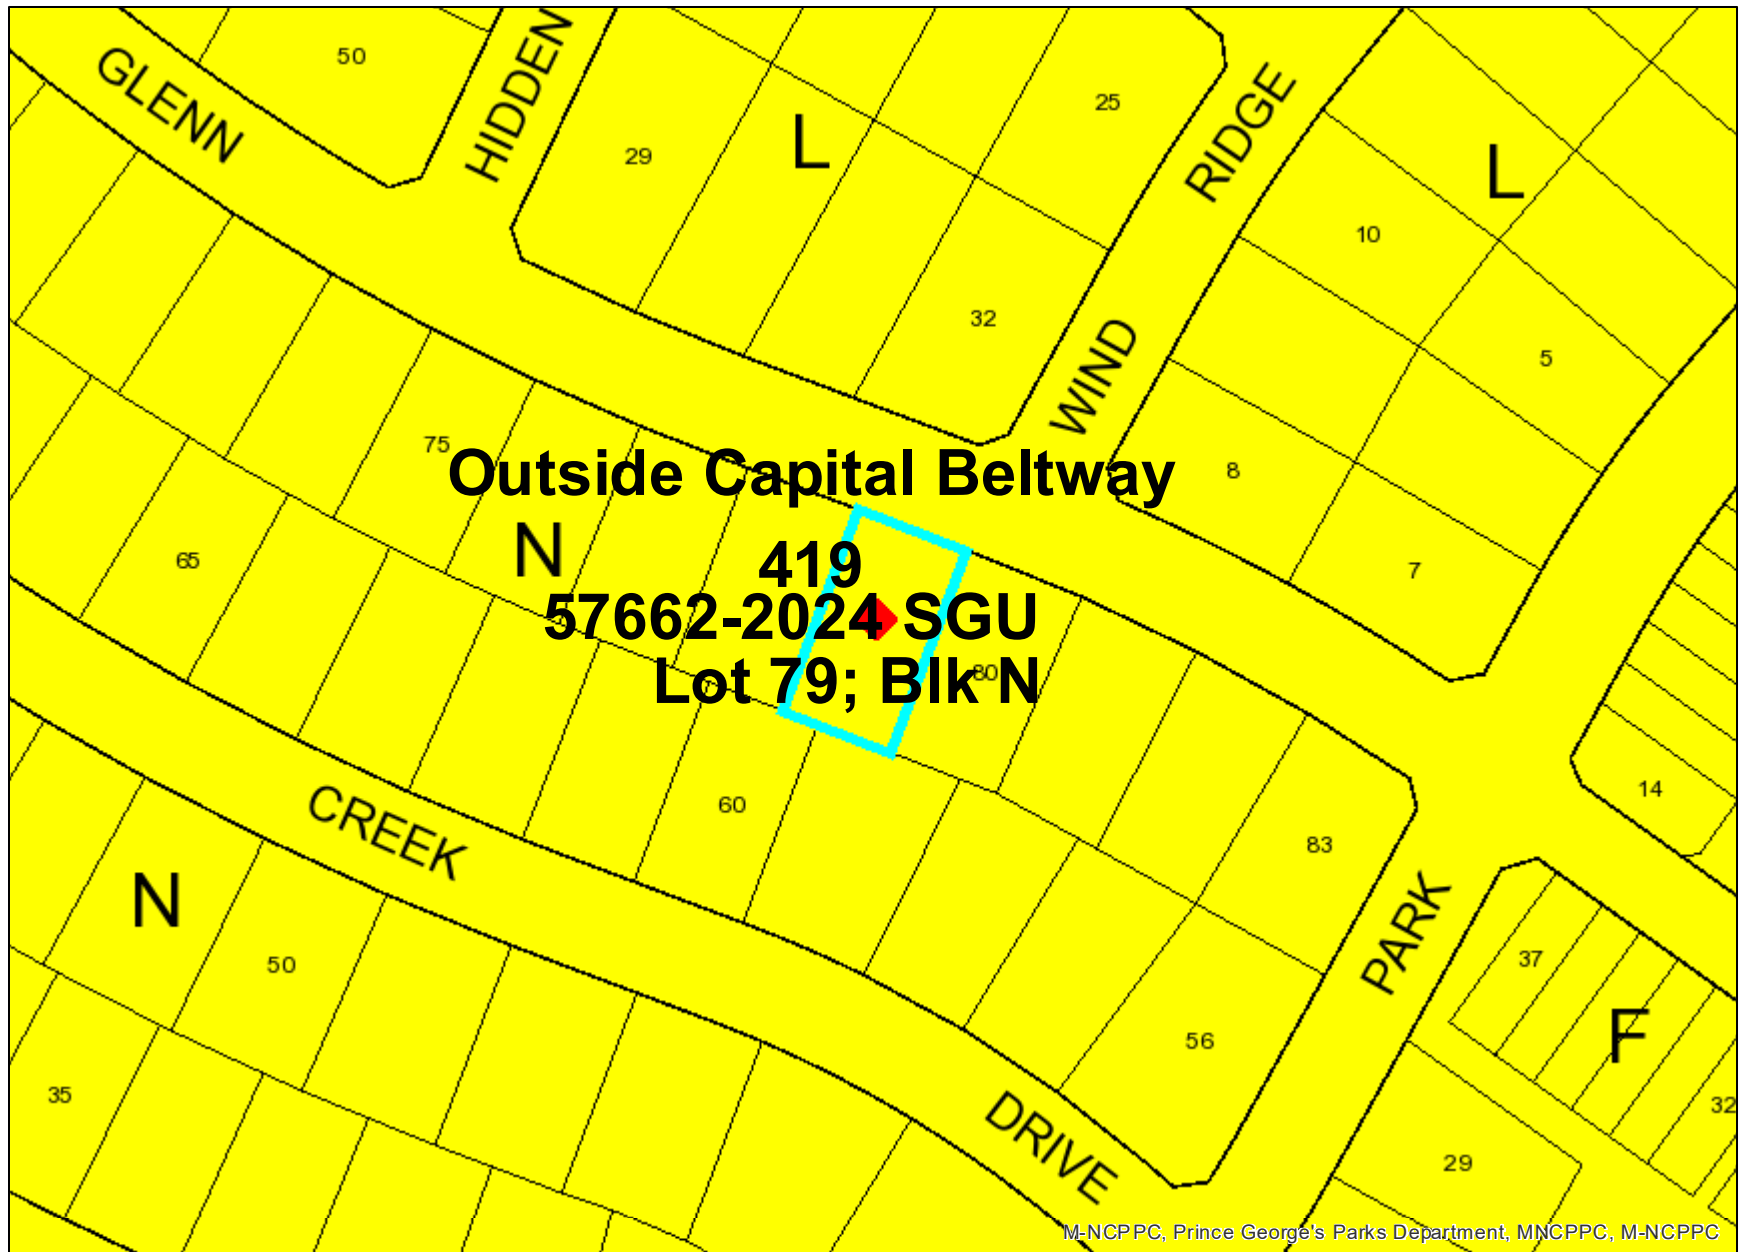 50
GLENN
HIDDEN
29
L
25
RIDGE
L
10
32
5
WIND
75
8
Outside Capital Beltway
N
65
419
7
57662-2024 SGU
80
Lot 79; Blk N
60
14
CREEK
83
N
PARK
50
37
F
56
35
32
DRIVE
29
M-NCPPC, Prince George's Parks Department, MNCPPC, M-NCPPC